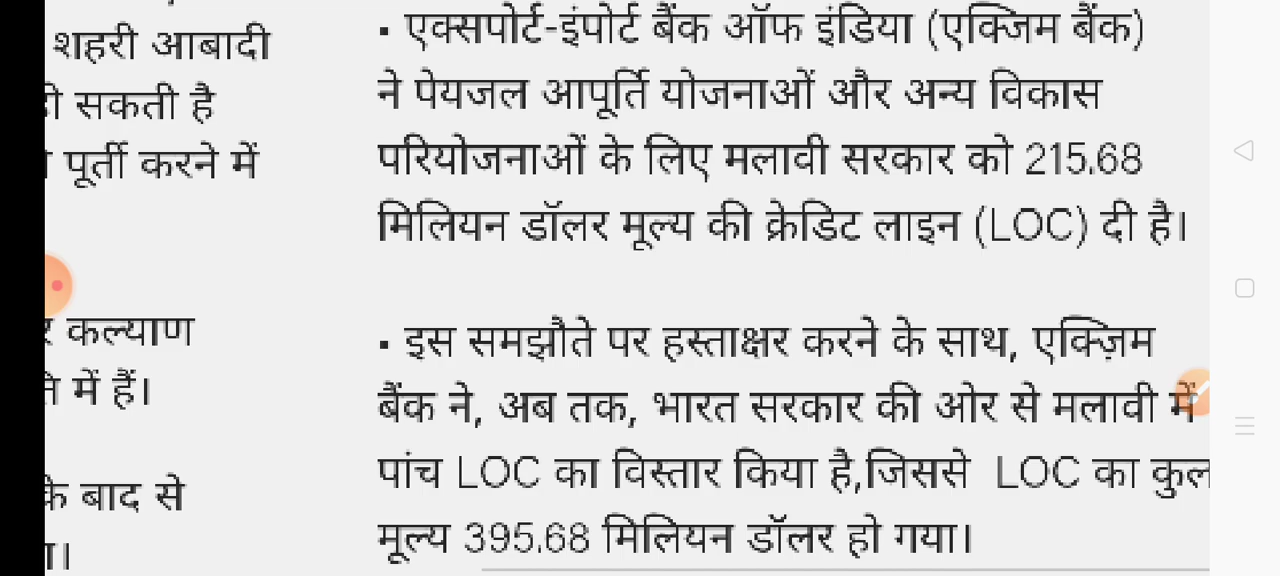 शहरी आबादी
सकती है
पूर्ती करने में
कल्याण
में हैं।
के बाद से
▪ एक्सपोर्ट-इंपोर्ट बैंक ऑफ इंडिया (एक्जिम बैंक)
ने पेयजल आपूर्ति योजनाओं और अन्य विकास
परियोजनाओं के लिए मलावी सरकार को 215.68
मिलियन डॉलर मूल्य की क्रेडिट लाइन (LOC) दी है।
▪ इस समझौते पर हस्ताक्षर करने के साथ, एक्ज़िम
बैंक ने, अब तक, भारत सरकार की ओर से मलावी में
पांच LOC का विस्तार किया है,जिससे LOC का कुल
मूल्य 395.68 मिलियन डॉलर हो गया।